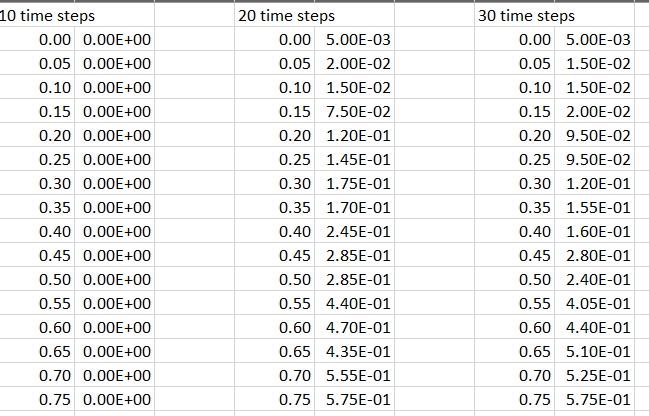 10 time steps 20 time steps 30 time steps
0.00 0.00E+00 0.00 5.00E-03 0.00 5.00E-03
0.05 0.00E+00 0.05 2.00E-02 0.05 1.50E-02
0.10 0.00E+00 0.10 1.50E-02 0.10 1.50E-02
0.15 0.00E+00 0.15 7.50E-02 0.15 2.00E-02
0.20 0.00E+00 0.20 1.20E-01 0.20 9.50E-02
0.25 0.00E+00 0.25 1.45E-01 0.25 9.50E-02
0.30 0.00E+00 0.30 1.75E-01 0.30 1.20E-01
0.35 0.00E+00 0.35 1.70E-01 0.35 1.55E-01
0.40 0.00E+00 0.40 2.45E-01 0.40 1.60E-01
0.45 0.00E+00 0.45 2.85E-01 0.45 2.80E-01
0.50 0.00E+00 0.50 2.85E-01 0.50 2.40E-01
0.55 0.00E+00 0.55 4.40E-01 0.55 4.05E-01
0.60 0.00E+00 0.60 4.70E-01 0.60 4.40E-01
0.65 0.00E+00 0.65 4.35E-01 0.65 5.10E-01
0.70 0.00E+00 0.70 5.55E-01 0.70 5.25E-01
0.75 0.00E+00 0.75 5.75E-01 0.75 5.75E-01